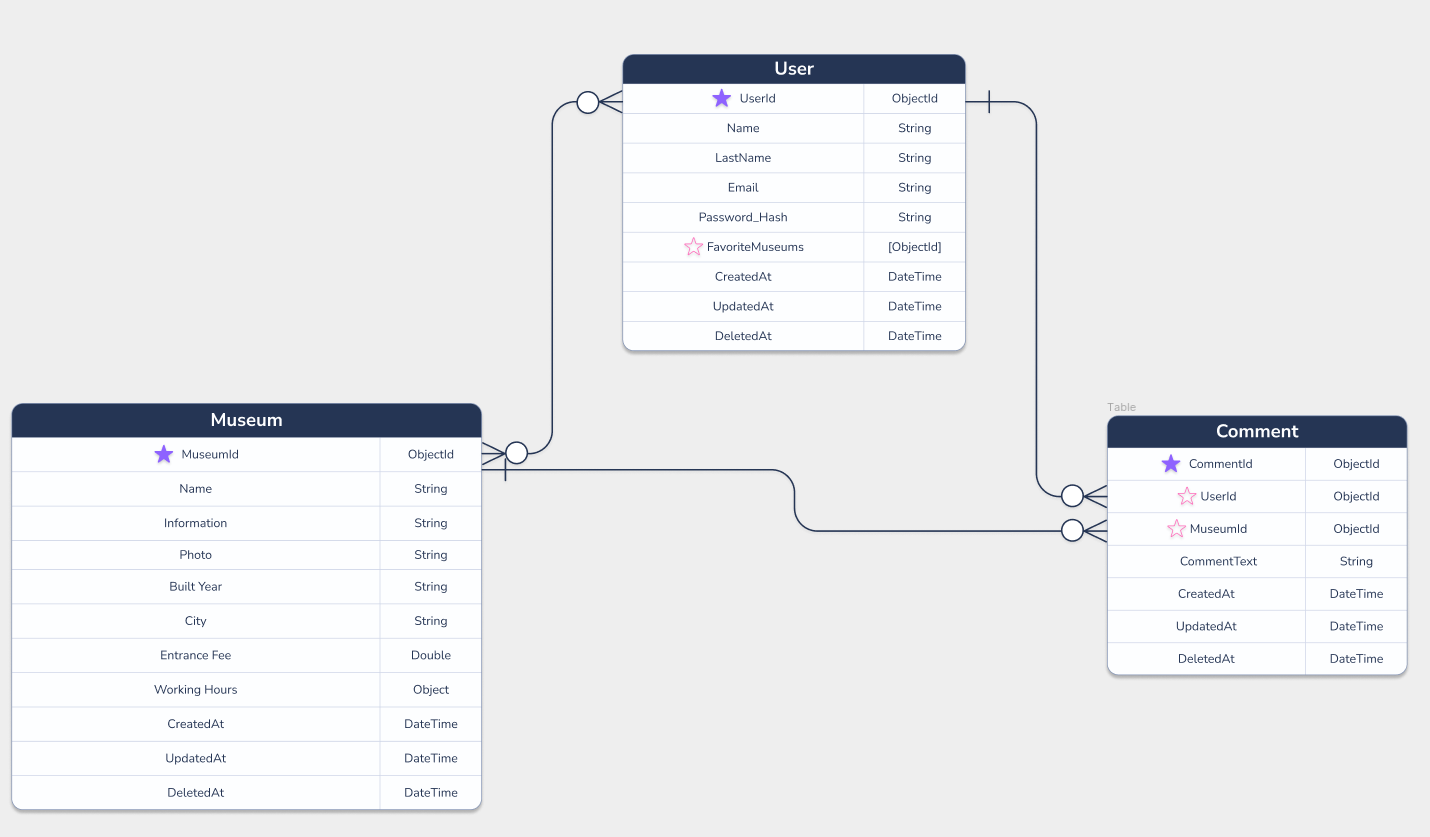 User
UserId ObjectId
Name String
LastName String
Email String
Password_Hash String
FavoriteMuseums [ObjectId]
CreatedAt DateTime
UpdatedAt DateTime
DeletedAt DateTime
Museum
MuseumId ObjectId
Name String
Information String
Photo String
Built Year String
City String
Entrance Fee Double
Working Hours Object
CreatedAt DateTime
UpdatedAt DateTime
DeletedAt DateTime
Table
Comment
CommentId ObjectId
UserId ObjectId
MuseumId ObjectId
CommentText String
CreatedAt DateTime
UpdatedAt DateTime
DeletedAt DateTime